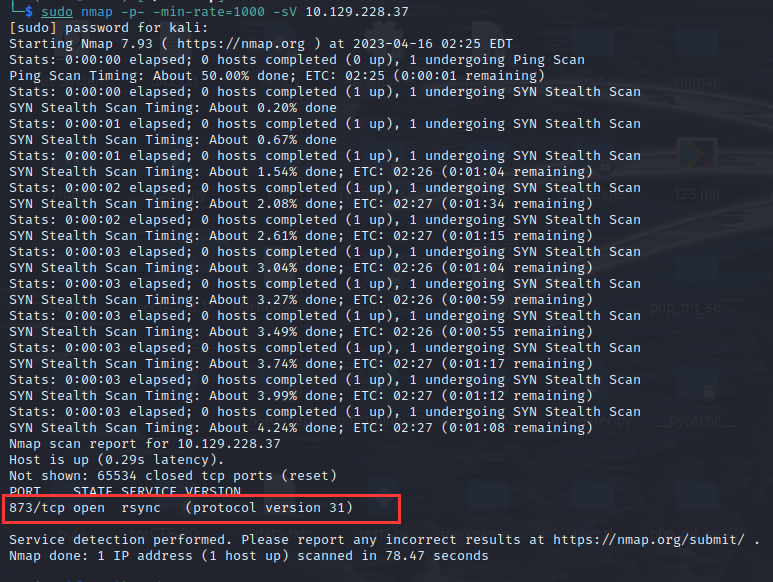 └─$ sudo nmap -p- -min-rate=1000 -sV 10.129.228.37
[sudo] password for kali:
Starting Nmap 7.93 ( https://nmap.org ) at 2023-04-16 02:25 EDT
Stats: 0:00:00 elapsed; 0 hosts completed (0 up), 1 undergoing Ping Scan
Ping Scan Timing: About 50.00% done; ETC: 02:25 (0:00:01 remaining)
Stats: 0:00:00 elapsed; 0 hosts completed (1 up), 1 undergoing SYN Stealth Scan
SYN Stealth Scan Timing: About 0.20% done
Stats: 0:00:01 elapsed; 0 hosts completed (1 up), 1 undergoing SYN Stealth Scan
SYN Stealth Scan Timing: About 0.67% done
Stats: 0:00:01 elapsed; 0 hosts completed (1 up), 1 undergoing SYN Stealth Scan
SYN Stealth Scan Timing: About 1.54% done; ETC: 02:26 (0:01:04 remaining)
Stats: 0:00:02 elapsed; 0 hosts completed (1 up), 1 undergoing SYN Stealth Scan
SYN Stealth Scan Timing: About 2.08% done; ETC: 02:27 (0:01:34 remaining)
Stats: 0:00:02 elapsed; 0 hosts completed (1 up), 1 undergoing SYN Stealth Scan
SYN Stealth Scan Timing: About 2.61% done; ETC: 02:27 (0:01:15 remaining)
Stats: 0:00:03 elapsed; 0 hosts completed (1 up), 1 undergoing SYN Stealth Scan
SYN Stealth Scan Timing: About 3.04% done; ETC: 02:26 (0:01:04 remaining)
Stats: 0:00:03 elapsed; 0 hosts completed (1 up), 1 undergoing SYN Stealth Scan
SYN Stealth Scan Timing: About 3.27% done; ETC: 02:26 (0:00:59 remaining)
Stats: 0:00:03 elapsed; 0 hosts completed (1 up), 1 undergoing SYN Stealth Scan
SYN Stealth Scan Timing: About 3.49% done; ETC: 02:26 (0:00:55 remaining)
Stats: 0:00:03 elapsed; 0 hosts completed (1 up), 1 undergoing SYN Stealth Scan
SYN Stealth Scan Timing: About 3.74% done; ETC: 02:27 (0:01:17 remaining)
Stats: 0:00:03 elapsed; 0 hosts completed (1 up), 1 undergoing SYN Stealth Scan
SYN Stealth Scan Timing: About 3.99% done; ETC: 02:27 (0:01:12 remaining)
Stats: 0:00:03 elapsed; 0 hosts completed (1 up), 1 undergoing SYN Stealth Scan
SYN Stealth Scan Timing: About 4.24% done; ETC: 02:27 (0:01:08 remaining)
Nmap scan report for 10.129.228.37
Host is up (0.29s latency).
Not shown: 65534 closed tcp ports (reset)
PORT    STATE SERVICE VERSION
873/tcp open  rsync   (protocol version 31)
Service detection performed. Please report any incorrect results at https://nmap.org/submit/ .
Nmap done: 1 IP address (1 host up) scanned in 78.47 seconds
volmap
123.jpg
php_mt_se...
__pycache__